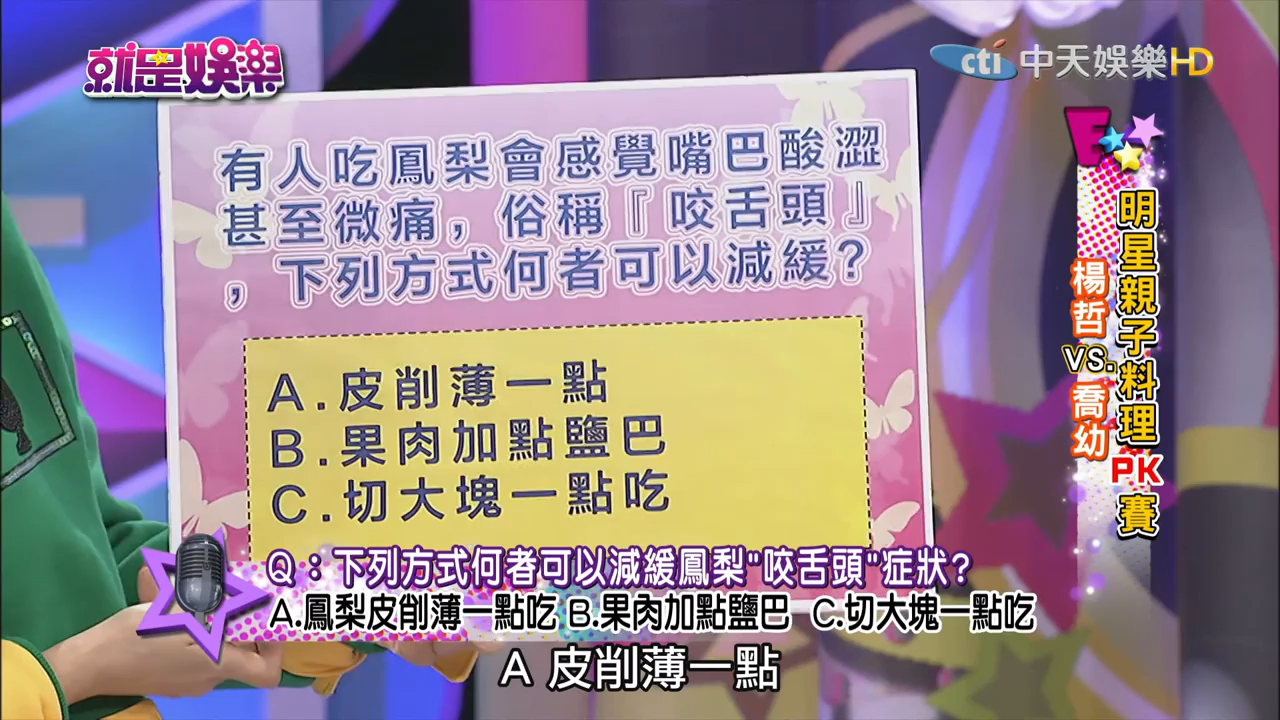 就是娛樂
cti 中天娛樂HD
有人吃鳳梨會感覺嘴巴酸澀
甚至微痛，俗稱『咬舌頭』
，下列方式何者可以減緩？
A.皮削薄一點
B.果肉加點鹽巴
C.切大塊一點吃
E
明星親子料理PK賽
楊哲VS.喬幼
Q：下列方式何者可以減緩鳳梨"咬舌頭"症狀？
A.鳳梨皮削薄一點吃 B.果肉加點鹽巴 C.切大塊一點吃
A 皮削薄一點